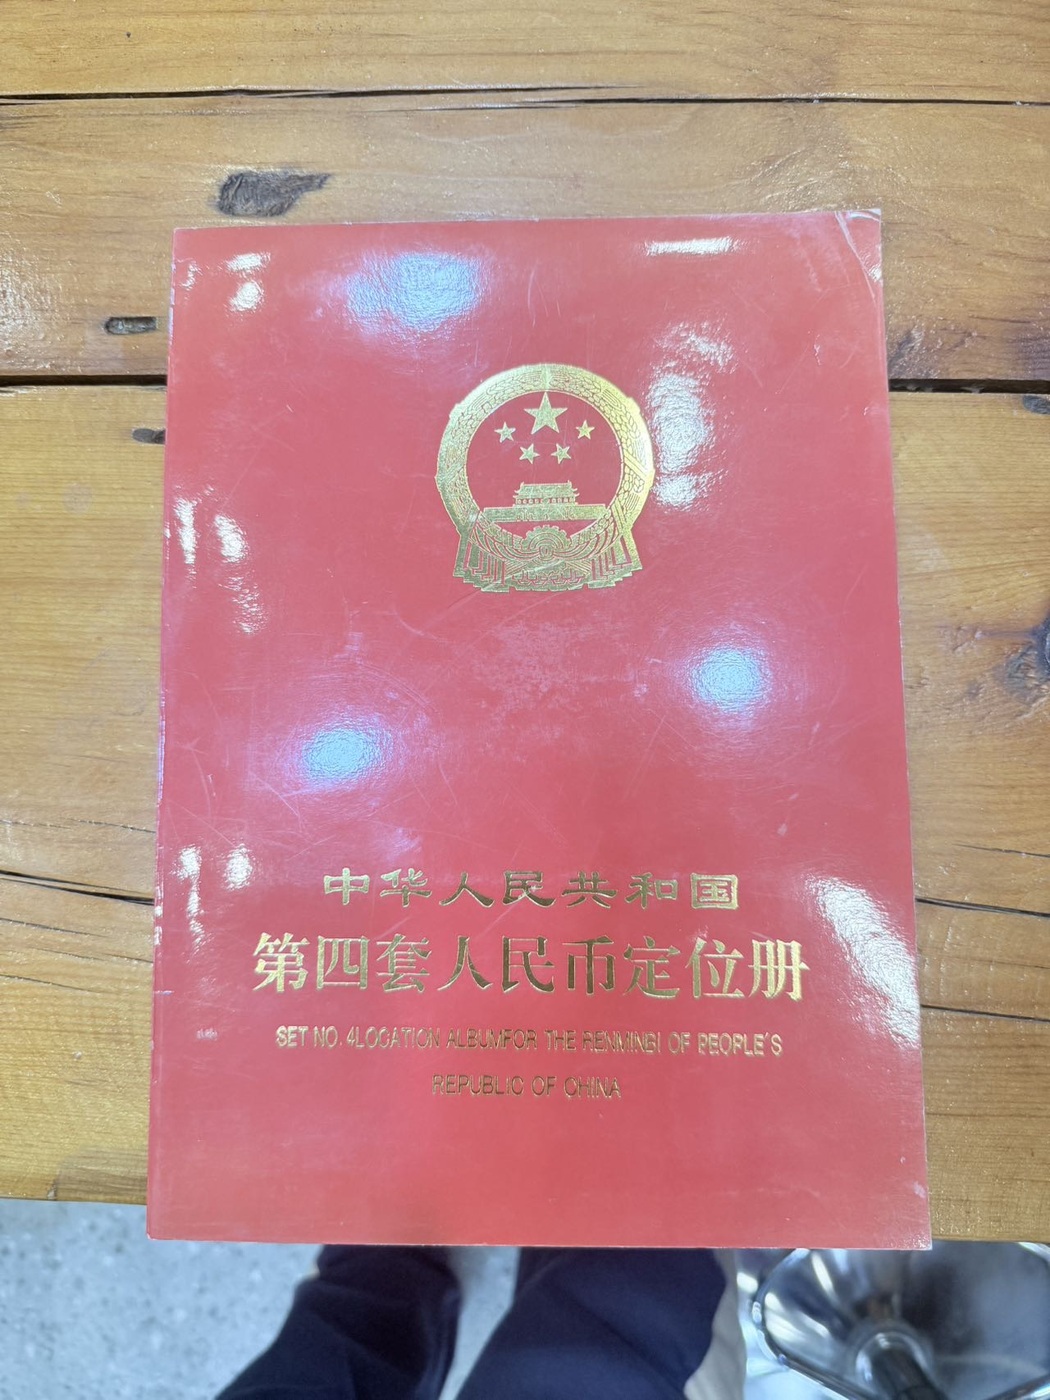 中华人民共和国
第四套人民币定位册
SET NO. 4LOCATION ALBUMFOR THE RENMINBI OF PEOPLE'S
REPUBLIC OF CHINA